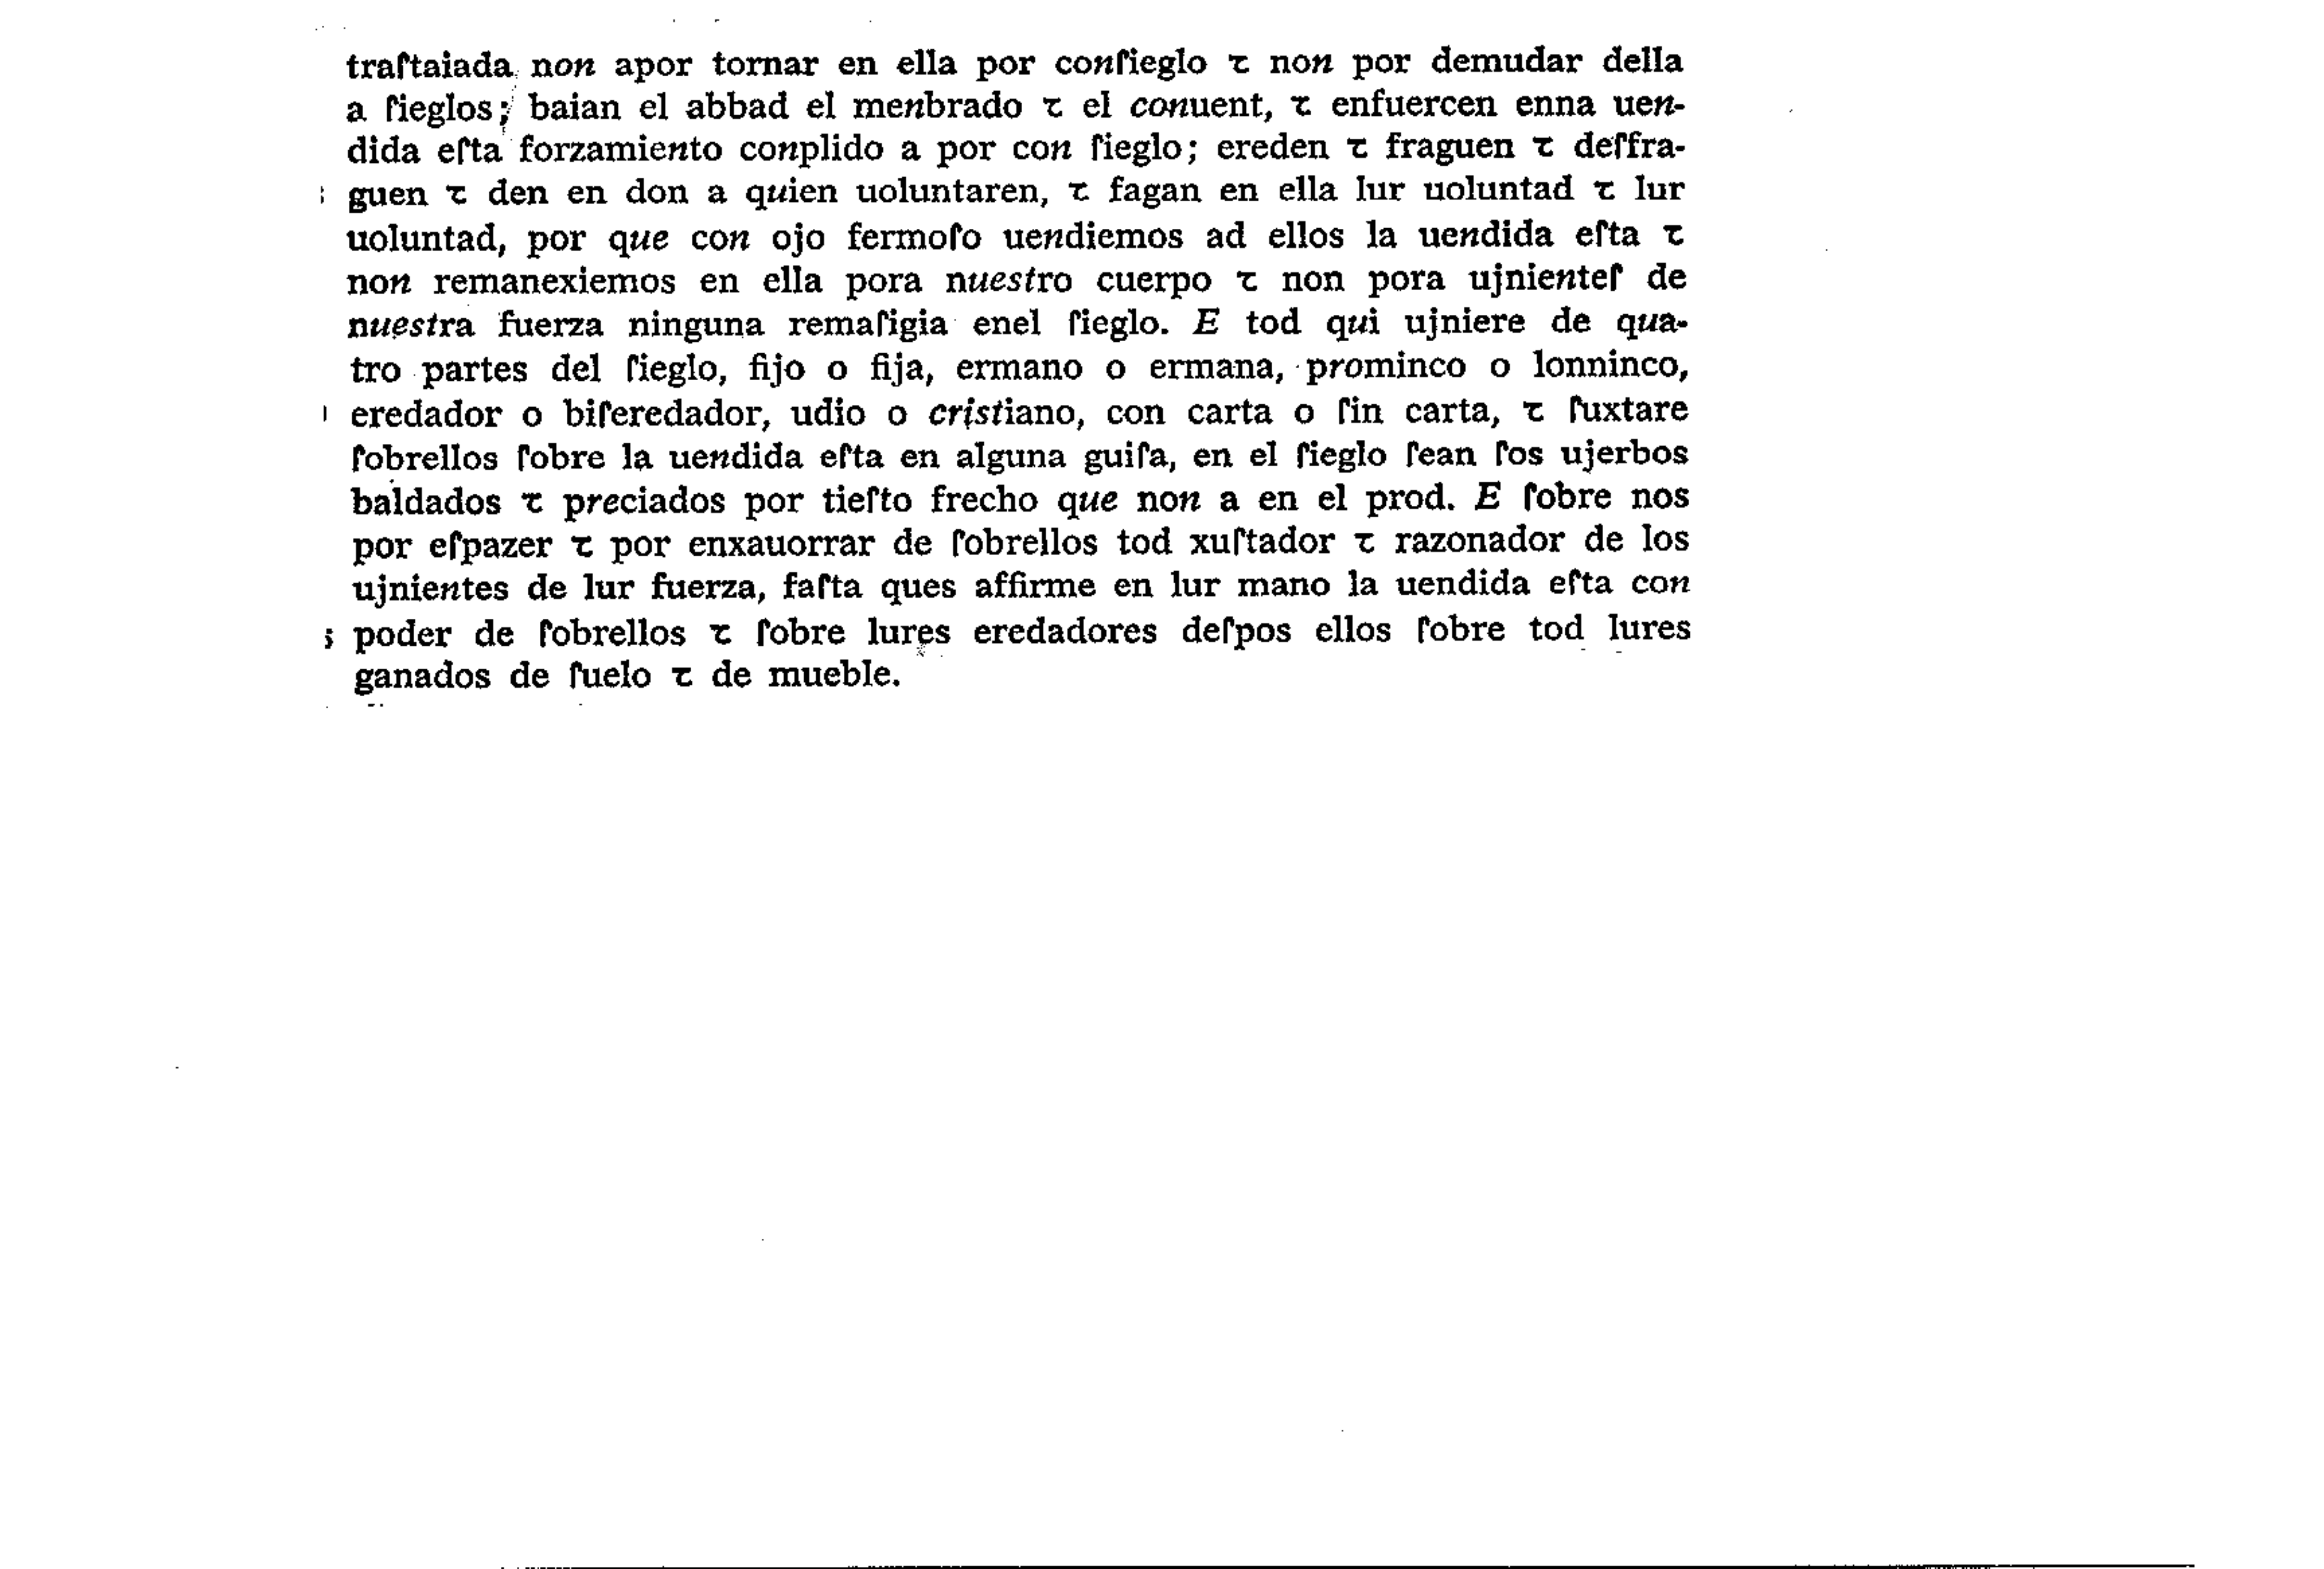 traſtaiada non apor tornar en ella por conſieglo τ non por demudar della
a ſieglos; baian el abbad el menbrado τ el conuent, τ enfuercen enna uen-
dida eſta forzamiento conplido a por con ſieglo; ereden τ fraguen τ deſfra-
guen τ den en don a quien uoluntaren, τ fagan en ella lur uoluntad τ lur
uoluntad, por que con ojo fermoſo uendiemos ad ellos la uendida eſta τ
non remanexiemos en ella pora nuestro cuerpo τ non pora ujnienteſ de
nuestra fuerza ninguna remaſigia enel ſieglo. E tod qui ujniere de qua-
tro partes del ſieglo, fijo o fija, ermano o ermana, prominco o lonninco,
eredador o biſeredador, udio o cristiano, con carta o ſin carta, τ ſuxtare
ſobrellos ſobre la uendida eſta en alguna guiſa, en el ſieglo ſean ſos ujerbos
baldados τ preciados por tieſto frecho que non a en el prod. E ſobre nos
por eſpazer τ por enxauorrar de ſobrellos tod xuſtador τ razonador de los
ujnientes de lur fuerza, faſta ques affirme en lur mano la uendida eſta con
poder de ſobrellos τ ſobre lures eredadores deſpos ellos ſobre tod lures
ganados de ſuelo τ de mueble.